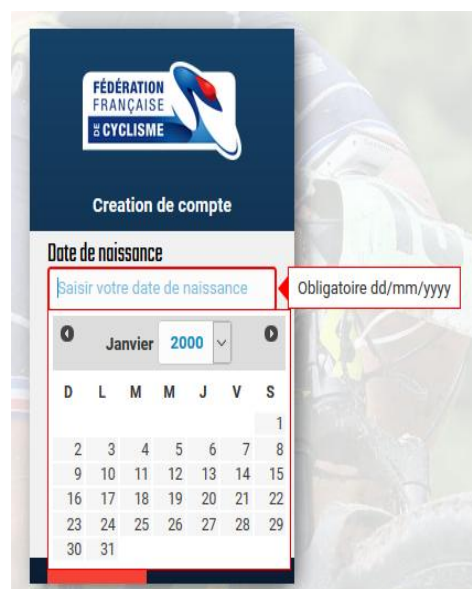 FÉDÉRATION
FRANÇAISE
DE CYCLISME
Creation de compte
Date de naissance
Saisir votre date de naissance
Obligatoire dd/mm/yyyy
Janvier 2000
D L M M J V S
1
2 3 4 5 6 7 8
9 10 11 12 13 14 15
16 17 18 19 20 21 22
23 24 25 26 27 28 29
30 31